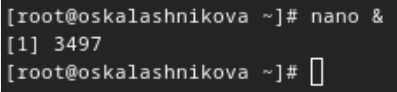 [root@oskalashnikova ~]# nano &
[1] 3497
[root@oskalashnikova ~]#